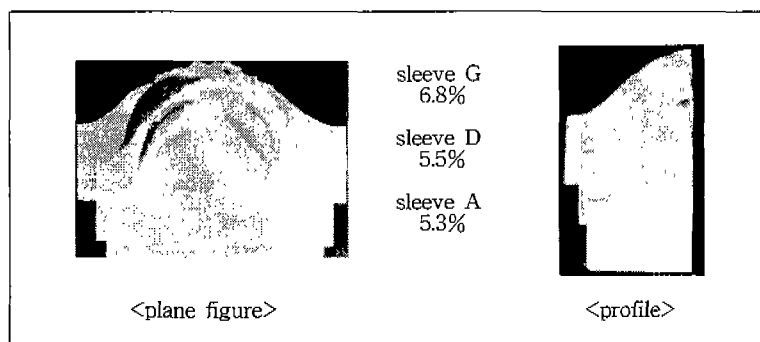 sleeve G
6.8%
sleeve D
5.5%
sleeve A
5.3%
<plane figure>
<profile>